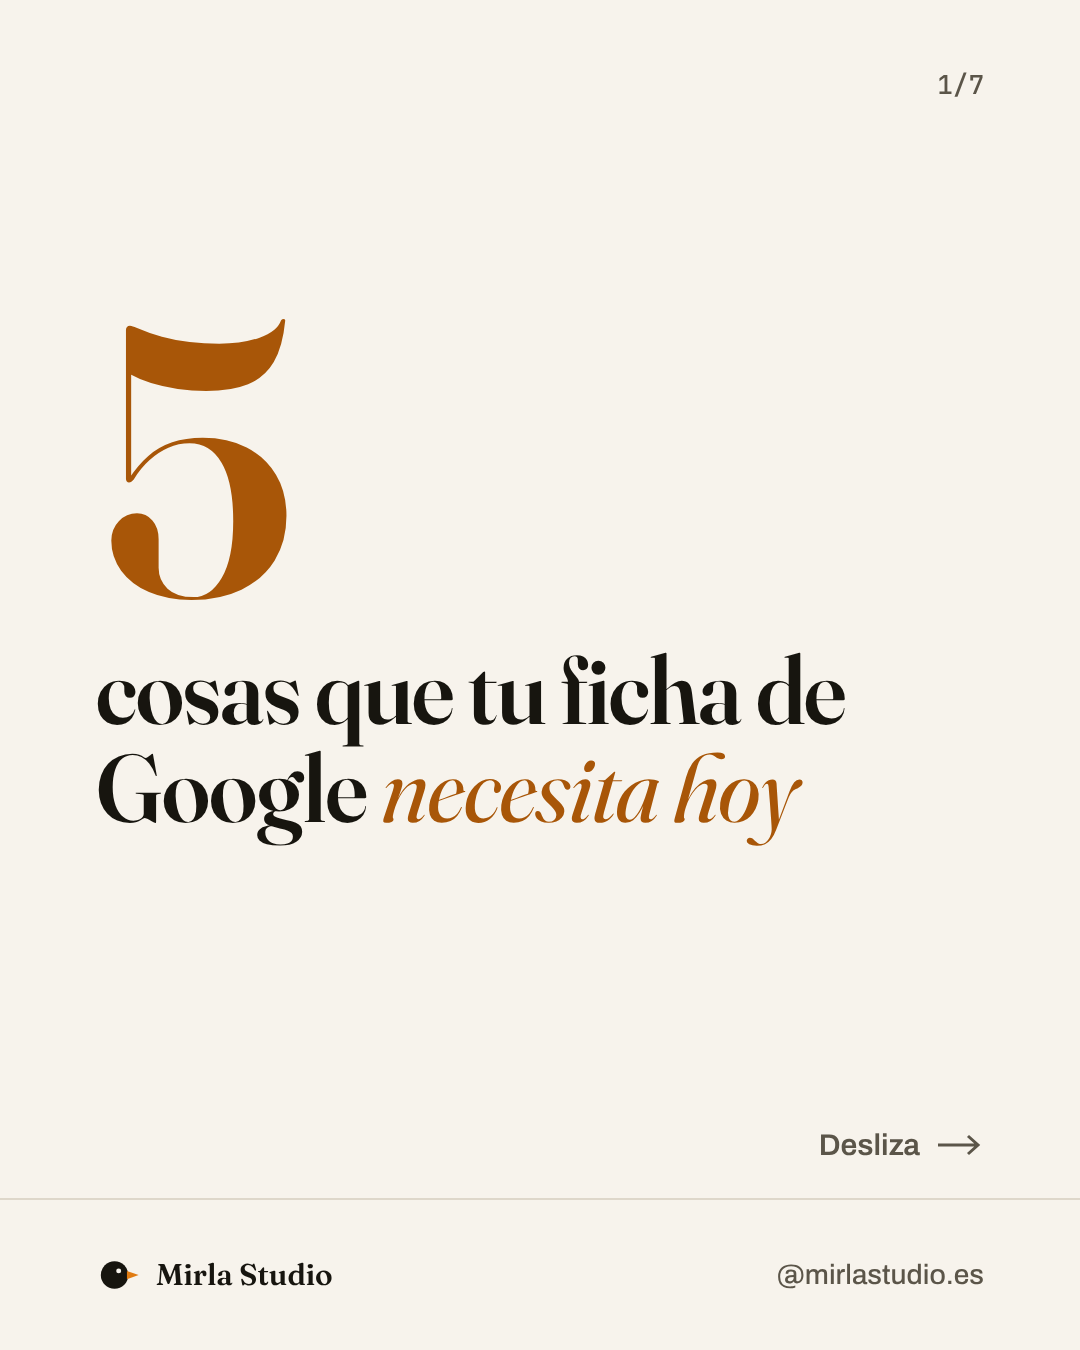 1/7
5
cosas que tu ficha de
Google necesita hoy
Desliza →
Mirla Studio
@mirlastudio.es